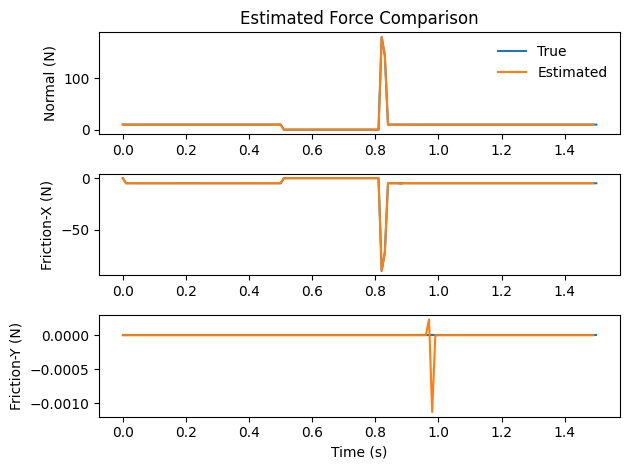 Estimated Force Comparison
Normal (N)
100
0
True
Estimated
0.0 0.2 0.4 0.6 0.8 1.0 1.2 1.4
Friction-X (N)
0
−50
0.0 0.2 0.4 0.6 0.8 1.0 1.2 1.4
Friction-Y (N)
0.0000
−0.0005
−0.0010
0.0 0.2 0.4 0.6 0.8 1.0 1.2 1.4
Time (s)